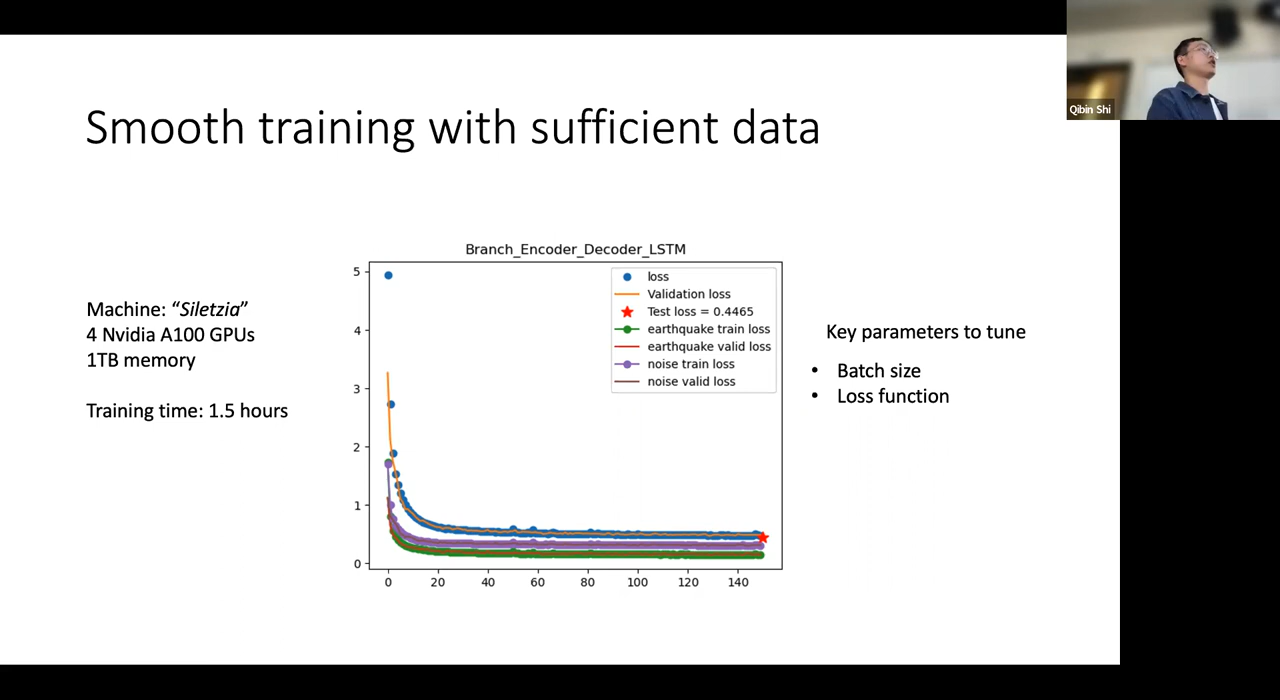 Qibin Shi
Smooth training with sufficient data
Machine: “Siletzia”
4 Nvidia A100 GPUs
1TB memory
Training time: 1.5 hours
Branch_Encoder_Decoder_LSTM
5
4
3
2
1
0
0 20 40 60 80 100 120 140
loss
Validation loss
Test loss = 0.4465
earthquake train loss
earthquake valid loss
noise train loss
noise valid loss
Key parameters to tune
• Batch size
• Loss function